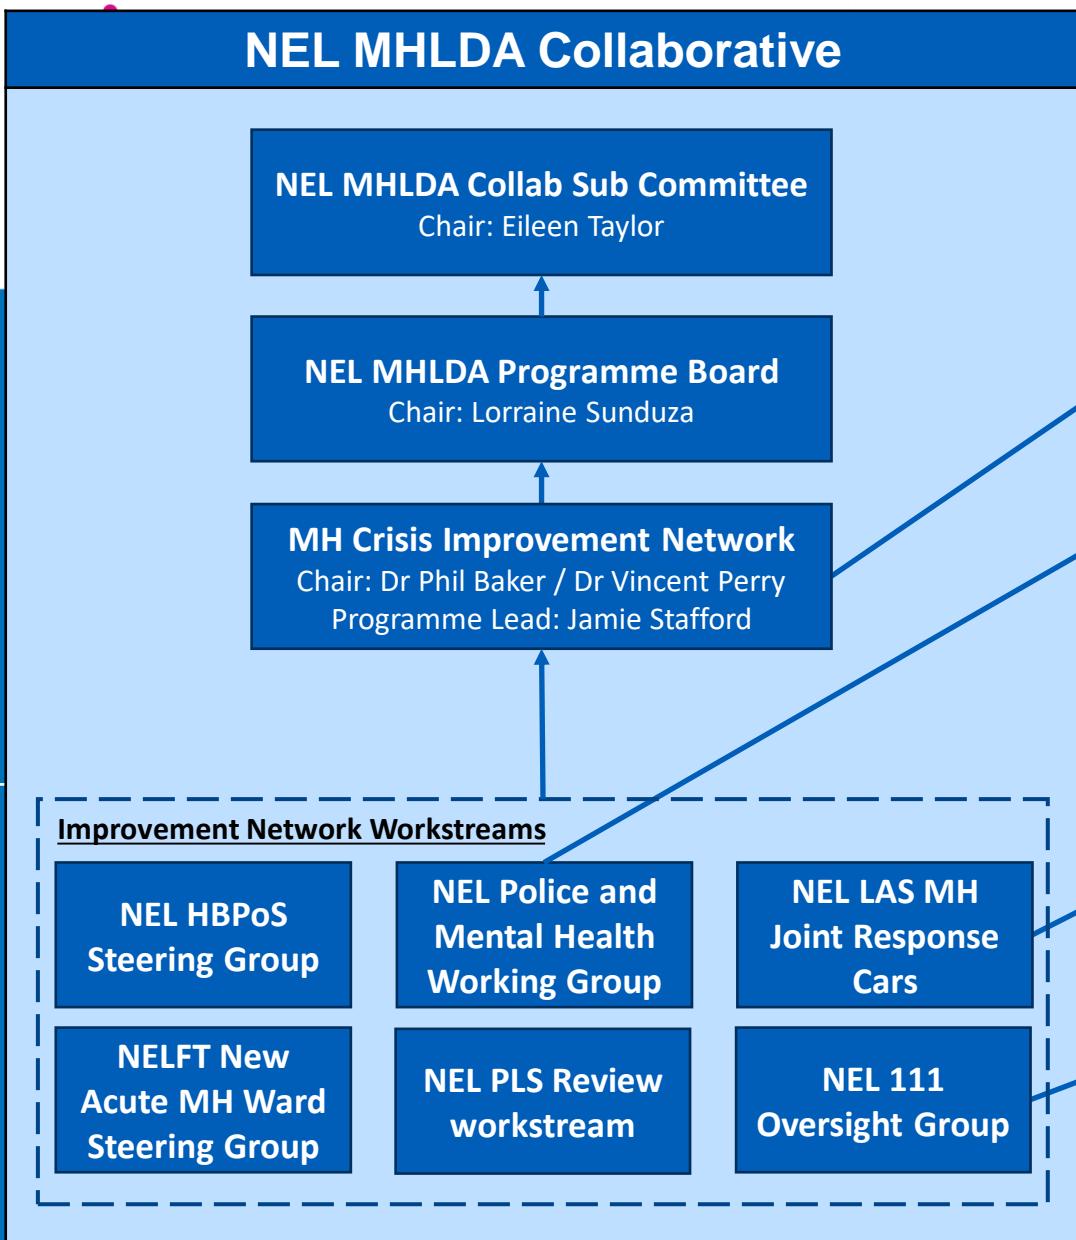 NEL MHLDA Collaborative
NEL MHLDA Collab Sub Committee
Chair: Eileen Taylor
NEL MHLDA Programme Board
Chair: Lorraine Sunduza
MH Crisis Improvement Network
Chair: Dr Phil Baker / Dr Vincent Perry
Programme Lead: Jamie Stafford
Improvement Network Workstreams
NEL HBPoS
Steering Group
NEL Police and
Mental Health
Working Group
NEL LAS MH
Joint Response
Cars
NELFT New
Acute MH Ward
Steering Group
NEL PLS Review
workstream
NEL 111
Oversight Group